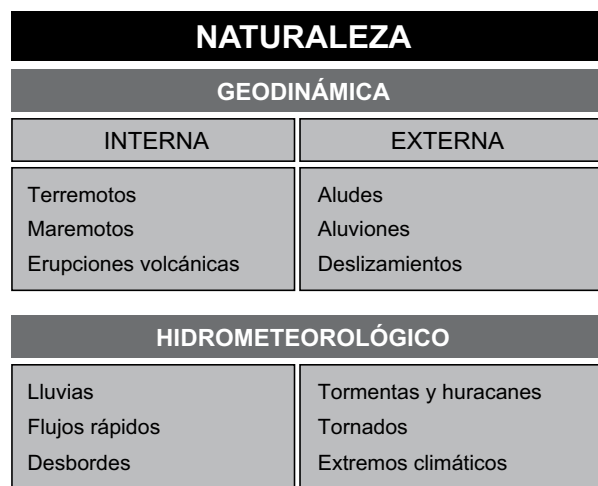 NATURALEZA
GEODINÁMICA
INTERNA
EXTERNA
Terremotos
Maremotos
Erupciones volcánicas
Aludes
Aluviones
Deslizamientos
HIDROMETEOROLÓGICO
Lluvias
Flujos rápidos
Desbordes
Tormentas y huracanes
Tornados
Extremos climáticos